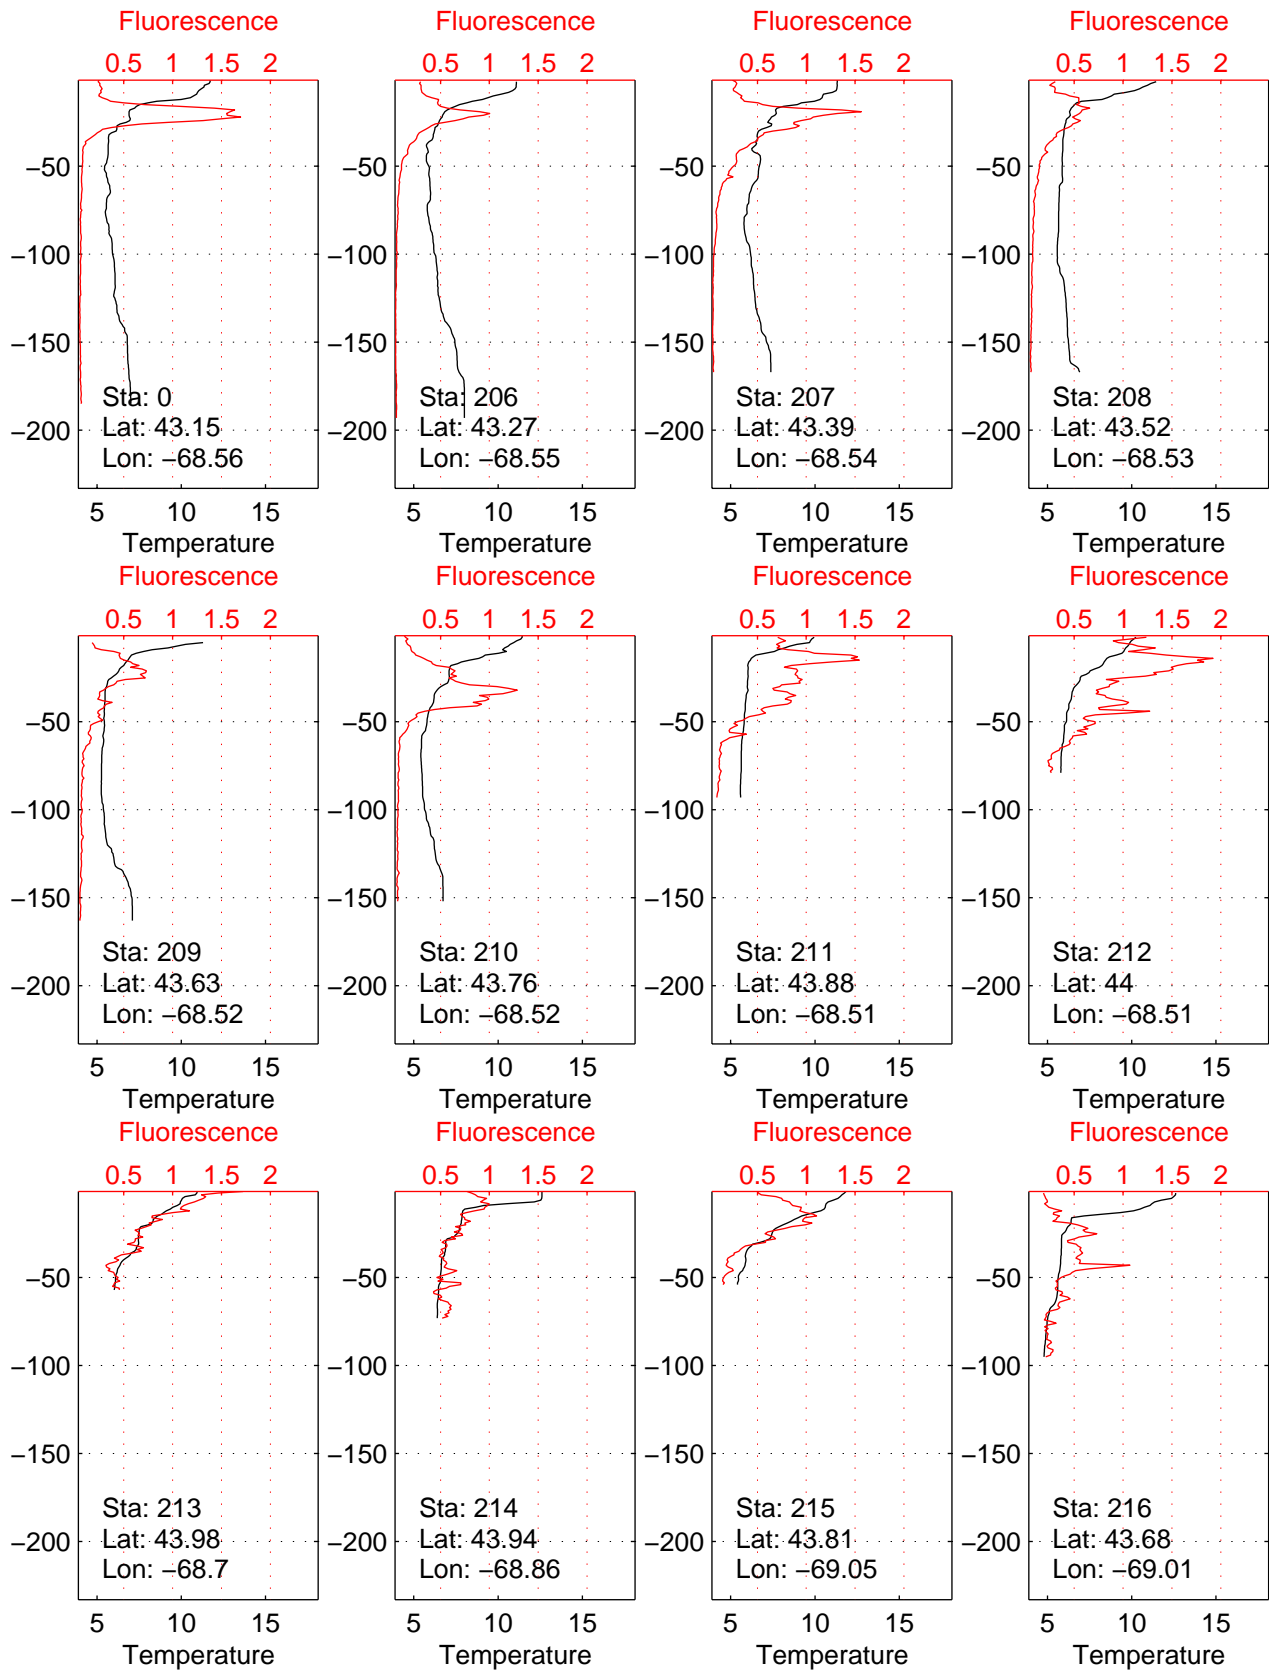 Fluorescence Fluorescence Fluorescence Fluorescence
0.5 1 1.5 2 0.5 1 1.5 2 0.5 1 1.5 2 0.5 1 1.5 2
−50 −50 −50 −50
−100 −100 −100 −100
−150 −150 −150 −150
Sta: 0 Sta: 206 Sta: 207 Sta: 208
−200 Lat: 43.15 −200 Lat: 43.27 −200 Lat: 43.39 −200 Lat: 43.52
Lon: −68.56 Lon: −68.55 Lon: −68.54 Lon: −68.53
5 10 15 5 10 15 5 10 15 5 10 15
Temperature Temperature Temperature Temperature
Fluorescence Fluorescence Fluorescence Fluorescence
0.5 1 1.5 2 0.5 1 1.5 2 0.5 1 1.5 2 0.5 1 1.5 2
−50 −50 −50 −50
−100 −100 −100 −100
−150 −150 −150 −150
Sta: 209 Sta: 210 Sta: 211 Sta: 212
−200 Lat: 43.63 −200 Lat: 43.76 −200 Lat: 43.88 −200 Lat: 44
Lon: −68.52 Lon: −68.52 Lon: −68.51 Lon: −68.51
5 10 15 5 10 15 5 10 15 5 10 15
Temperature Temperature Temperature Temperature
Fluorescence Fluorescence Fluorescence Fluorescence
0.5 1 1.5 2 0.5 1 1.5 2 0.5 1 1.5 2 0.5 1 1.5 2
−50 −50 −50 −50
−100 −100 −100 −100
−150 −150 −150 −150
Sta: 213 Sta: 214 Sta: 215 Sta: 216
−200 Lat: 43.98 −200 Lat: 43.94 −200 Lat: 43.81 −200 Lat: 43.68
Lon: −68.7 Lon: −68.86 Lon: −69.05 Lon: −69.01
5 10 15 5 10 15 5 10 15 5 10 15
Temperature Temperature Temperature Temperature